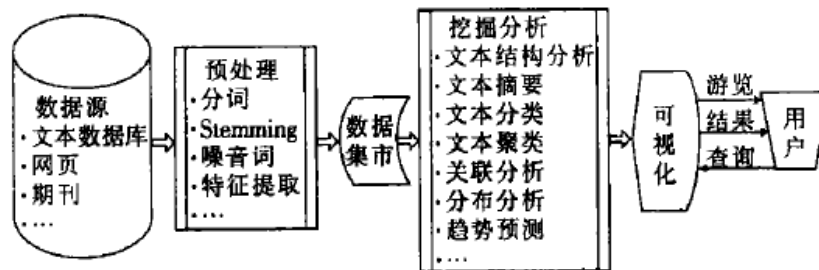 数据源
·文本数据库
·网页
·期刊
·....
预处理
·分词
·Stemming
·噪音词
·特征提取
·....
数据
集市
挖掘分析
·文本结构分析
·文本摘要
·文本分类
·文本聚类
·关联分析
·分布分析
·趋势预测
·....
可视化
游览
结果
查询
用户